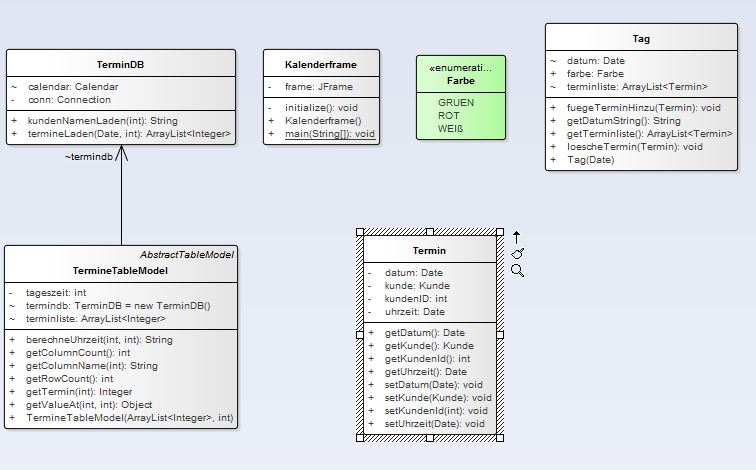 TerminDB
~ calendar: Calendar
- conn: Connection
+ kundenNamenLaden(int): String
+ termineLaden(Date, int): ArrayList<Integer>
Kalenderframe
- frame: JFrame
- initialize(): void
+ Kalenderframe()
+ main(String[]): void
«enumerati...
Farbe
GRUEN
ROT
WEIß
Tag
~ datum: Date
+ farbe: Farbe
~ terminliste: ArrayList<Termin>
+ fuegeTerminHinzu(Termin): void
+ getDatumString(): String
+ getTerminliste(): ArrayList<Termin>
+ loescheTermin(Termin): void
+ Tag(Date)
~termindb
AbstractTableModel
TermineTableModel
- tageszeit: int
~ termindb: TerminDB = new TerminDB()
~ terminliste: ArrayList<Integer>
+ berechneUhrzeit(int, int): String
+ getColumnCount(): int
+ getColumnName(int): String
+ getRowCount(): int
+ getTermin(int): Integer
+ getValueAt(int, int): Object
+ TermineTableModel(ArrayList<Integer>, int)
Termin
- datum: Date
- kunde: Kunde
- kundenID: int
- uhrzeit: Date
+ getDatum(): Date
+ getKunde(): Kunde
+ getKundenId(): int
+ getUhrzeit(): Date
+ setDatum(Date): void
+ setKunde(Kunde): void
+ setKundenId(int): void
+ setUhrzeit(Date): void